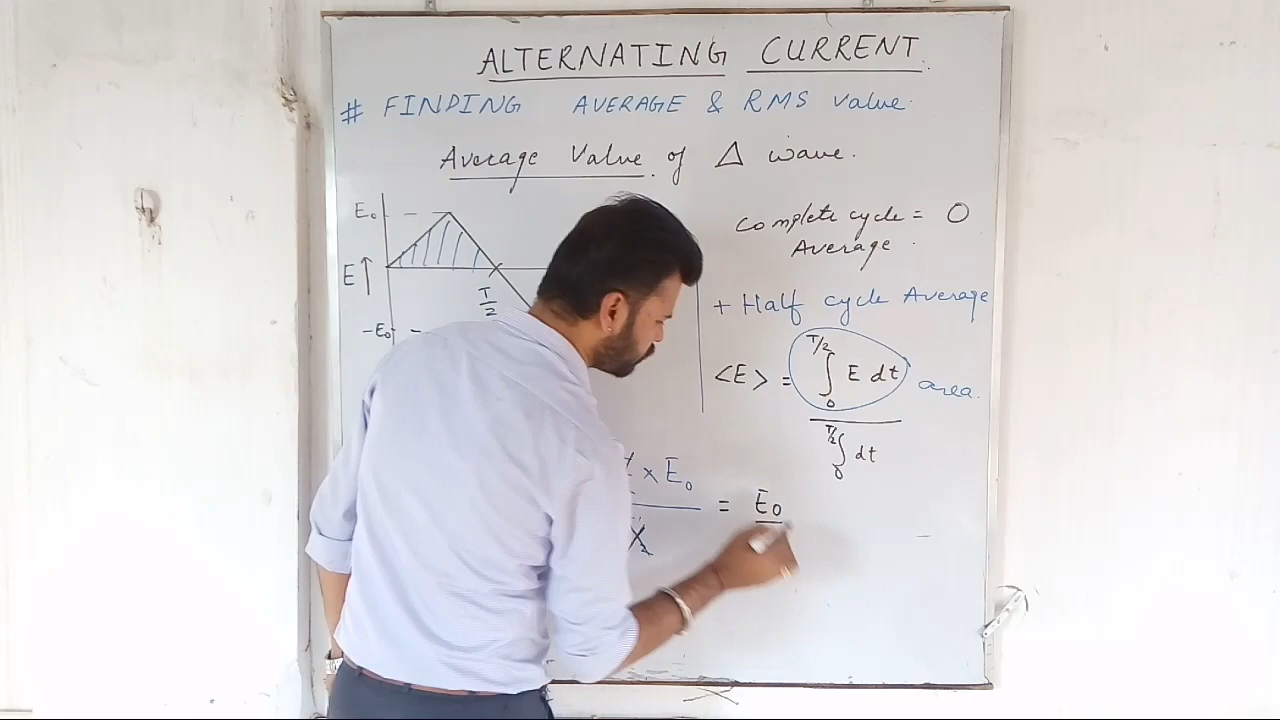 ALTERNATING CURRENT
# FINDING AVERAGE & RMS value.
Average Value of Δ wave.
E₀
E ↑
T/2
-E₀
Complete cycle = 0
Average
+ Half cycle Average
<E> = ∫₀^(T/2) E dt / ∫₀^(T/2) dt
area.
× E₀
= E₀